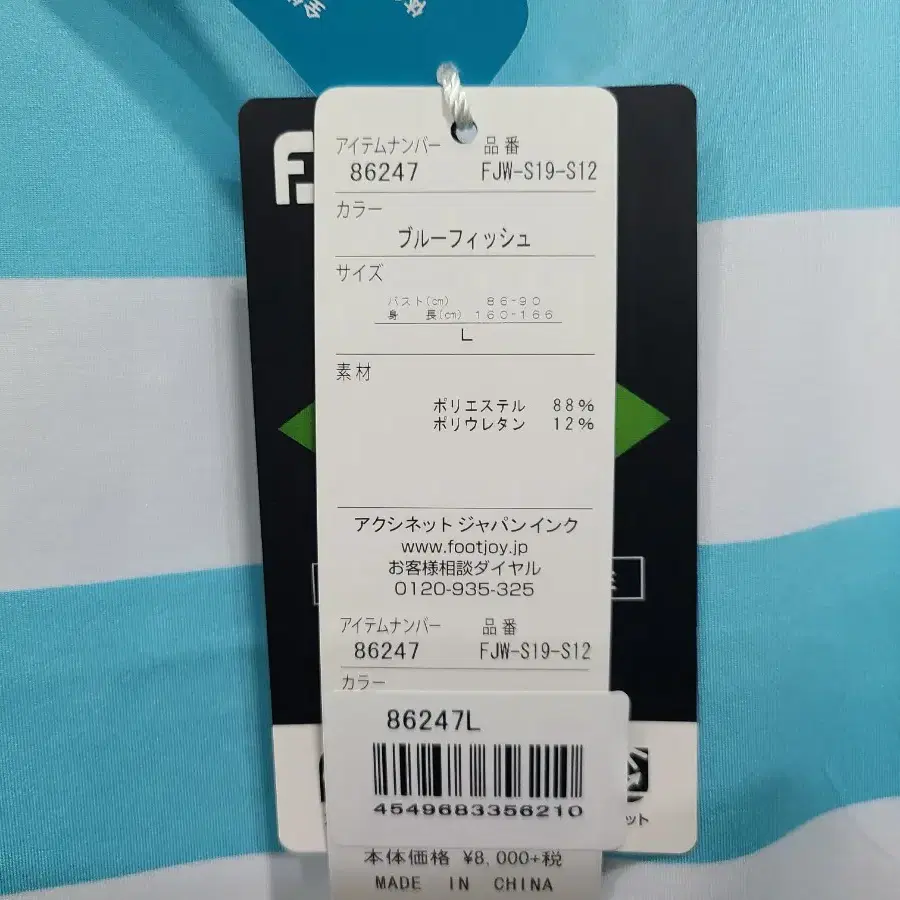 FJ
アイテムナンバー 品番
86247 FJW-S19-S12
カラー
ブルーフィッシュ
サイズ
バスト(cm) 86-90
身 長(cm) 160-166
L
素材
ポリエステル 88%
ポリウレタン 12%
アクシネット ジャパン インク
www.footjoy.jp
お客様相談ダイヤル
0120-935-325
アイテムナンバー 品番
86247 FJW-S19-S12
カラー
86247L
4549683356210
ット
本体価格 ¥8,000+税
MADE IN CHINA